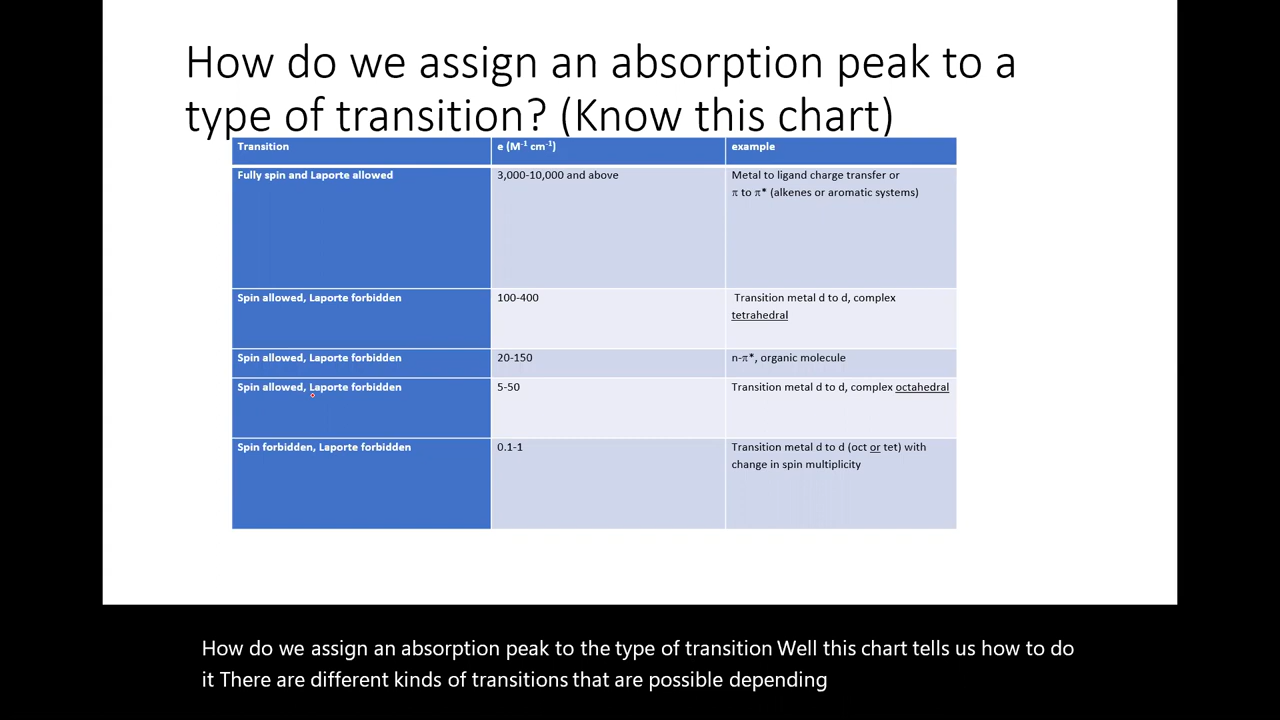 How do we assign an absorption peak to a
type of transition? (Know this chart)
Transition e (M-1 cm-1) example
Fully spin and Laporte allowed 3,000-10,000 and above Metal to ligand charge transfer or
π to π* (alkenes or aromatic systems)
Spin allowed, Laporte forbidden 100-400 Transition metal d to d, complex
tetrahedral
Spin allowed, Laporte forbidden 20-150 n-π*, organic molecule
Spin allowed, Laporte forbidden 5-50 Transition metal d to d, complex octahedral
Spin forbidden, Laporte forbidden 0.1-1 Transition metal d to d (oct or tet) with
change in spin multiplicity
How do we assign an absorption peak to the type of transition Well this chart tells us how to do
it There are different kinds of transitions that are possible depending